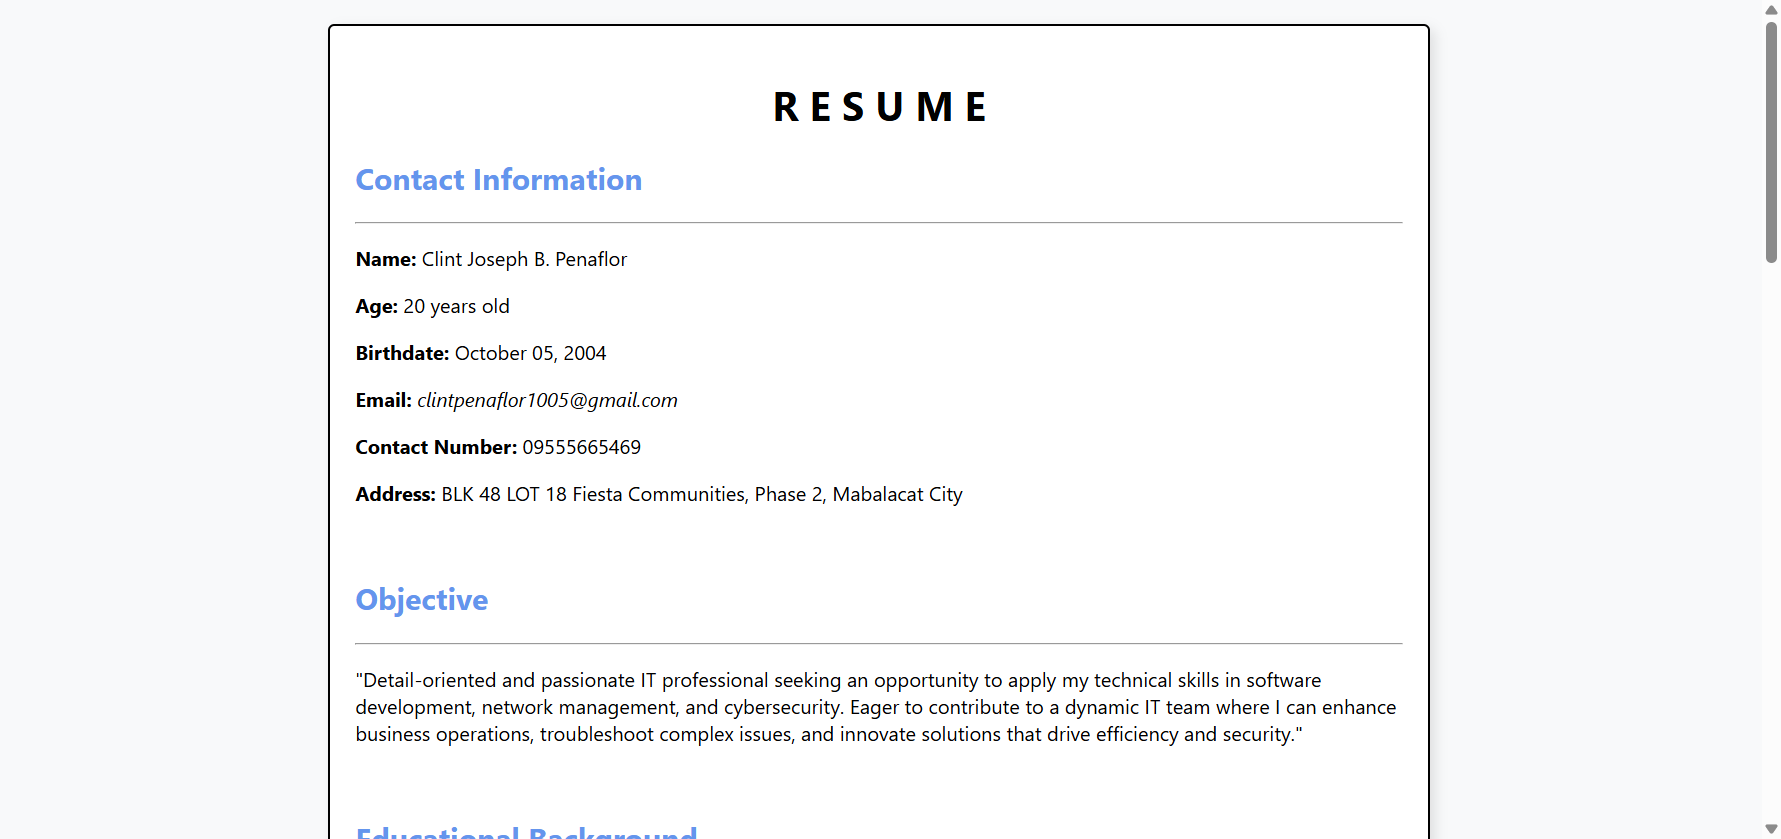 RESUME
Contact Information
Name: Clint Joseph B. Penaflor
Age: 20 years old
Birthdate: October 05, 2004
Email: clintpenaflor1005@gmail.com
Contact Number: 09555665469
Address: BLK 48 LOT 18 Fiesta Communities, Phase 2, Mabalacat City
Objective
"Detail-oriented and passionate IT professional seeking an opportunity to apply my technical skills in software
development, network management, and cybersecurity. Eager to contribute to a dynamic IT team where I can enhance
business operations, troubleshoot complex issues, and innovate solutions that drive efficiency and security."
Educational Background